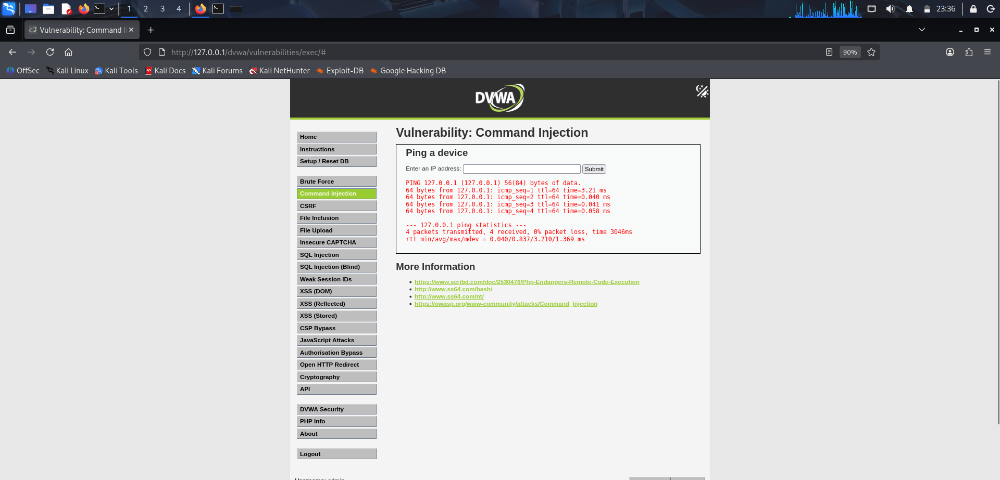 1 2 3 4 23:36
Vulnerability: Command I
http://127.0.0.1/dvwa/vulnerabilities/exec/# 90%
OffSec Kali Linux Kali Tools Kali Docs Kali Forums Kali NetHunter Exploit-DB Google Hacking DB
DVWA
Home
Instructions
Setup / Reset DB
Brute Force
Command Injection
CSRF
File Inclusion
File Upload
Insecure CAPTCHA
SQL Injection
SQL Injection (Blind)
Weak Session IDs
XSS (DOM)
XSS (Reflected)
XSS (Stored)
CSP Bypass
JavaScript Attacks
Authorisation Bypass
Open HTTP Redirect
Cryptography
API
DVWA Security
PHP Info
About
Logout
Vulnerability: Command Injection
Ping a device
Enter an IP address: Submit
PING 127.0.0.1 (127.0.0.1) 56(84) bytes of data.
64 bytes from 127.0.0.1: icmp_seq=1 ttl=64 time=3.21 ms
64 bytes from 127.0.0.1: icmp_seq=2 ttl=64 time=0.040 ms
64 bytes from 127.0.0.1: icmp_seq=3 ttl=64 time=0.041 ms
64 bytes from 127.0.0.1: icmp_seq=4 ttl=64 time=0.058 ms
--- 127.0.0.1 ping statistics ---
4 packets transmitted, 4 received, 0% packet loss, time 3046ms
rtt min/avg/max/mdev = 0.040/0.837/3.210/1.369 ms
More Information
https://www.scribd.com/doc/2530476/Php-Endangers-Remote-Code-Execution
http://www.ss64.com/bash/
http://www.ss64.com/nt/
https://owasp.org/www-community/attacks/Command_Injection
Username: admin